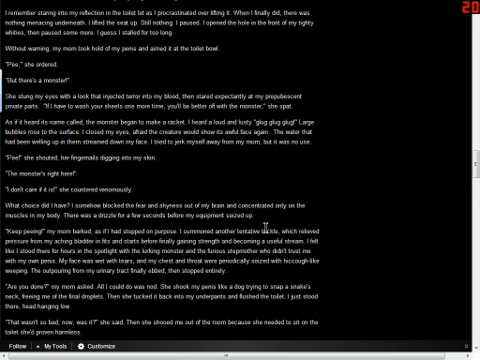 I remember staring into my reflection in the toilet lid as I procrastinated over lifting it. When I finally did, there was
nothing menacing underneath. I lifted the seat up. Still nothing. I paused. I opened the hole in the front of my tighty
whities, then paused some more. I guess I stalled for too long
Without warning, my mom took hold of my penis and aimed it at the toilet bowl.
"Pee," she ordered.
"But there's a monster!"
She stung my eyes with a look that injected terror into my blood, then stared expectantly at my prepubescent
private parts. "If I have to wash your sheets one more time, you'll be better off with the monster," she spat.
As if it heard its name called, the monster began to make a racket. I heard a loud and lusty "glug glug glug!" Large
bubbles rose to the surface. I closed my eyes, afraid the creature would show its awful face again. The water that
had been welling up in them streamed down my face. I tried to jerk myself away from my mom, but it was no use.
"Pee!" she shouted, her fingernails digging into my skin.
"The monster's right here!"
"I don't care if it is!" she countered venomously.
What choice did I have? I somehow blocked the fear and shyness out of my brain and concentrated only on the
muscles in my body. There was a drizzle for a few seconds before my equipment seized up.
"Keep peeing!" my mom barked, as if I had stopped on purpose. I summoned another tentative trickle, which relieved
pressure from my aching bladder in fits and starts before finally gaining strength and becoming a useful stream. I felt
like I stood there for hours in the spotlight with the lurking monster and the furious stepmother who didn't trust me
with my own penis. My face was wet with tears, and my chest and throat were periodically seized with hiccough-like
weeping. The outpouring from my urinary tract finally ebbed, then stopped entirely.
"Are you done?" my mom asked. All I could do was nod. She shook my penis like a dog trying to snap a snake's
neck, freeing me of the final droplets. Then she tucked it back into my underpants and flushed the toilet. I just stood
there, head hanging low.
"That wasn't so bad, now, was it?" she said. Then she shooed me out of the room because she needed to sit on the
toilet she'd proven harmless.
Follow My Tools Customize
20